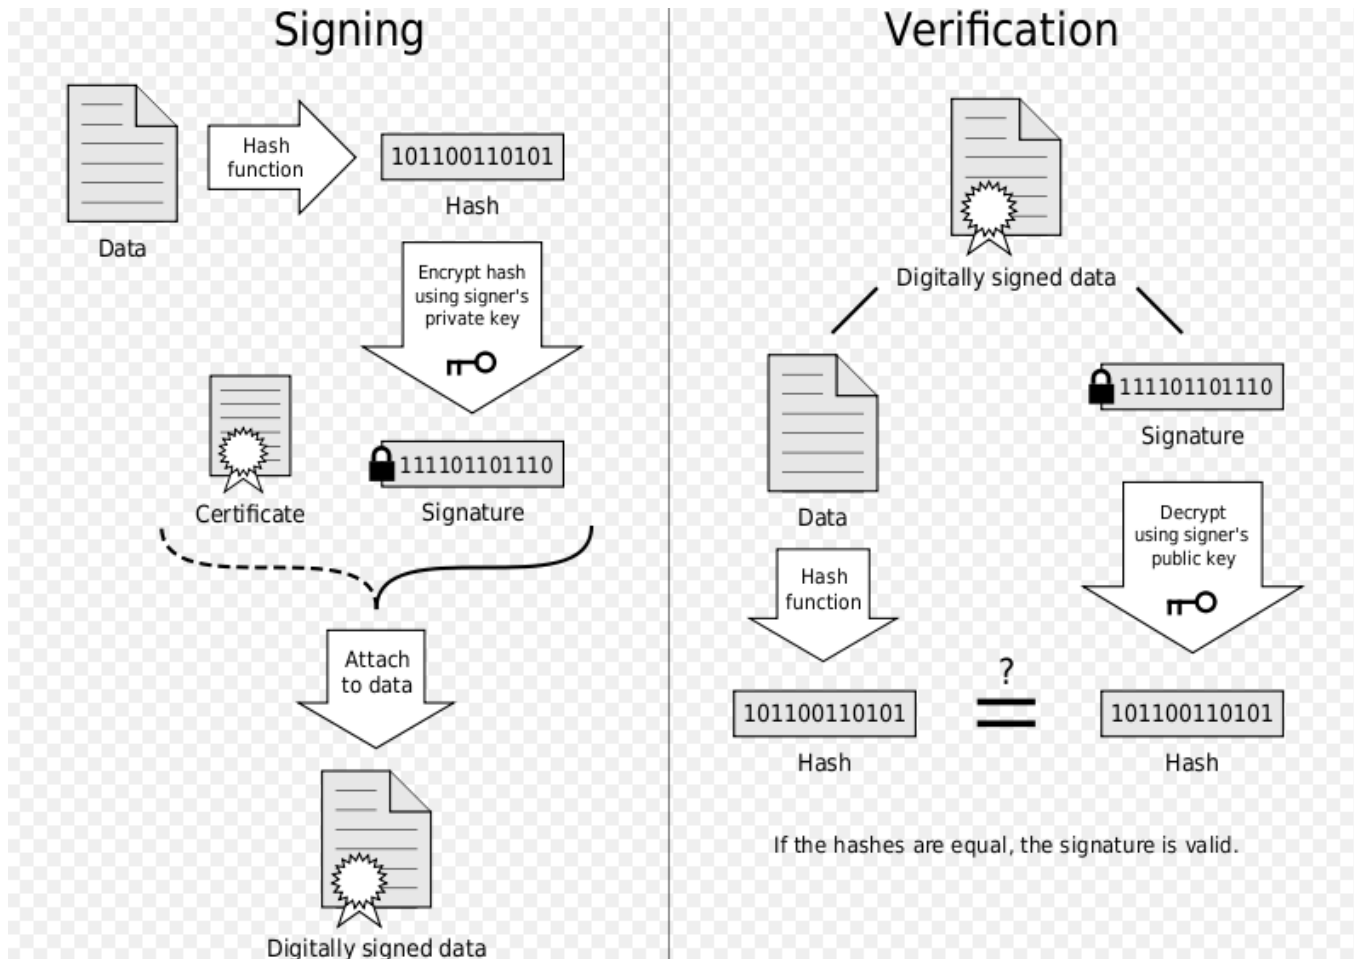 Signing
Hash
function
101100110101
Hash
Data
Encrypt hash
using signer's
private key
111101101110
Certificate
Signature
Attach
to data
Digitally signed data
Verification
Digitally signed data
111101101110
Signature
Data
Decrypt
using signer's
public key
Hash
function
?
101100110101
101100110101
Hash
Hash
If the hashes are equal, the signature is valid.